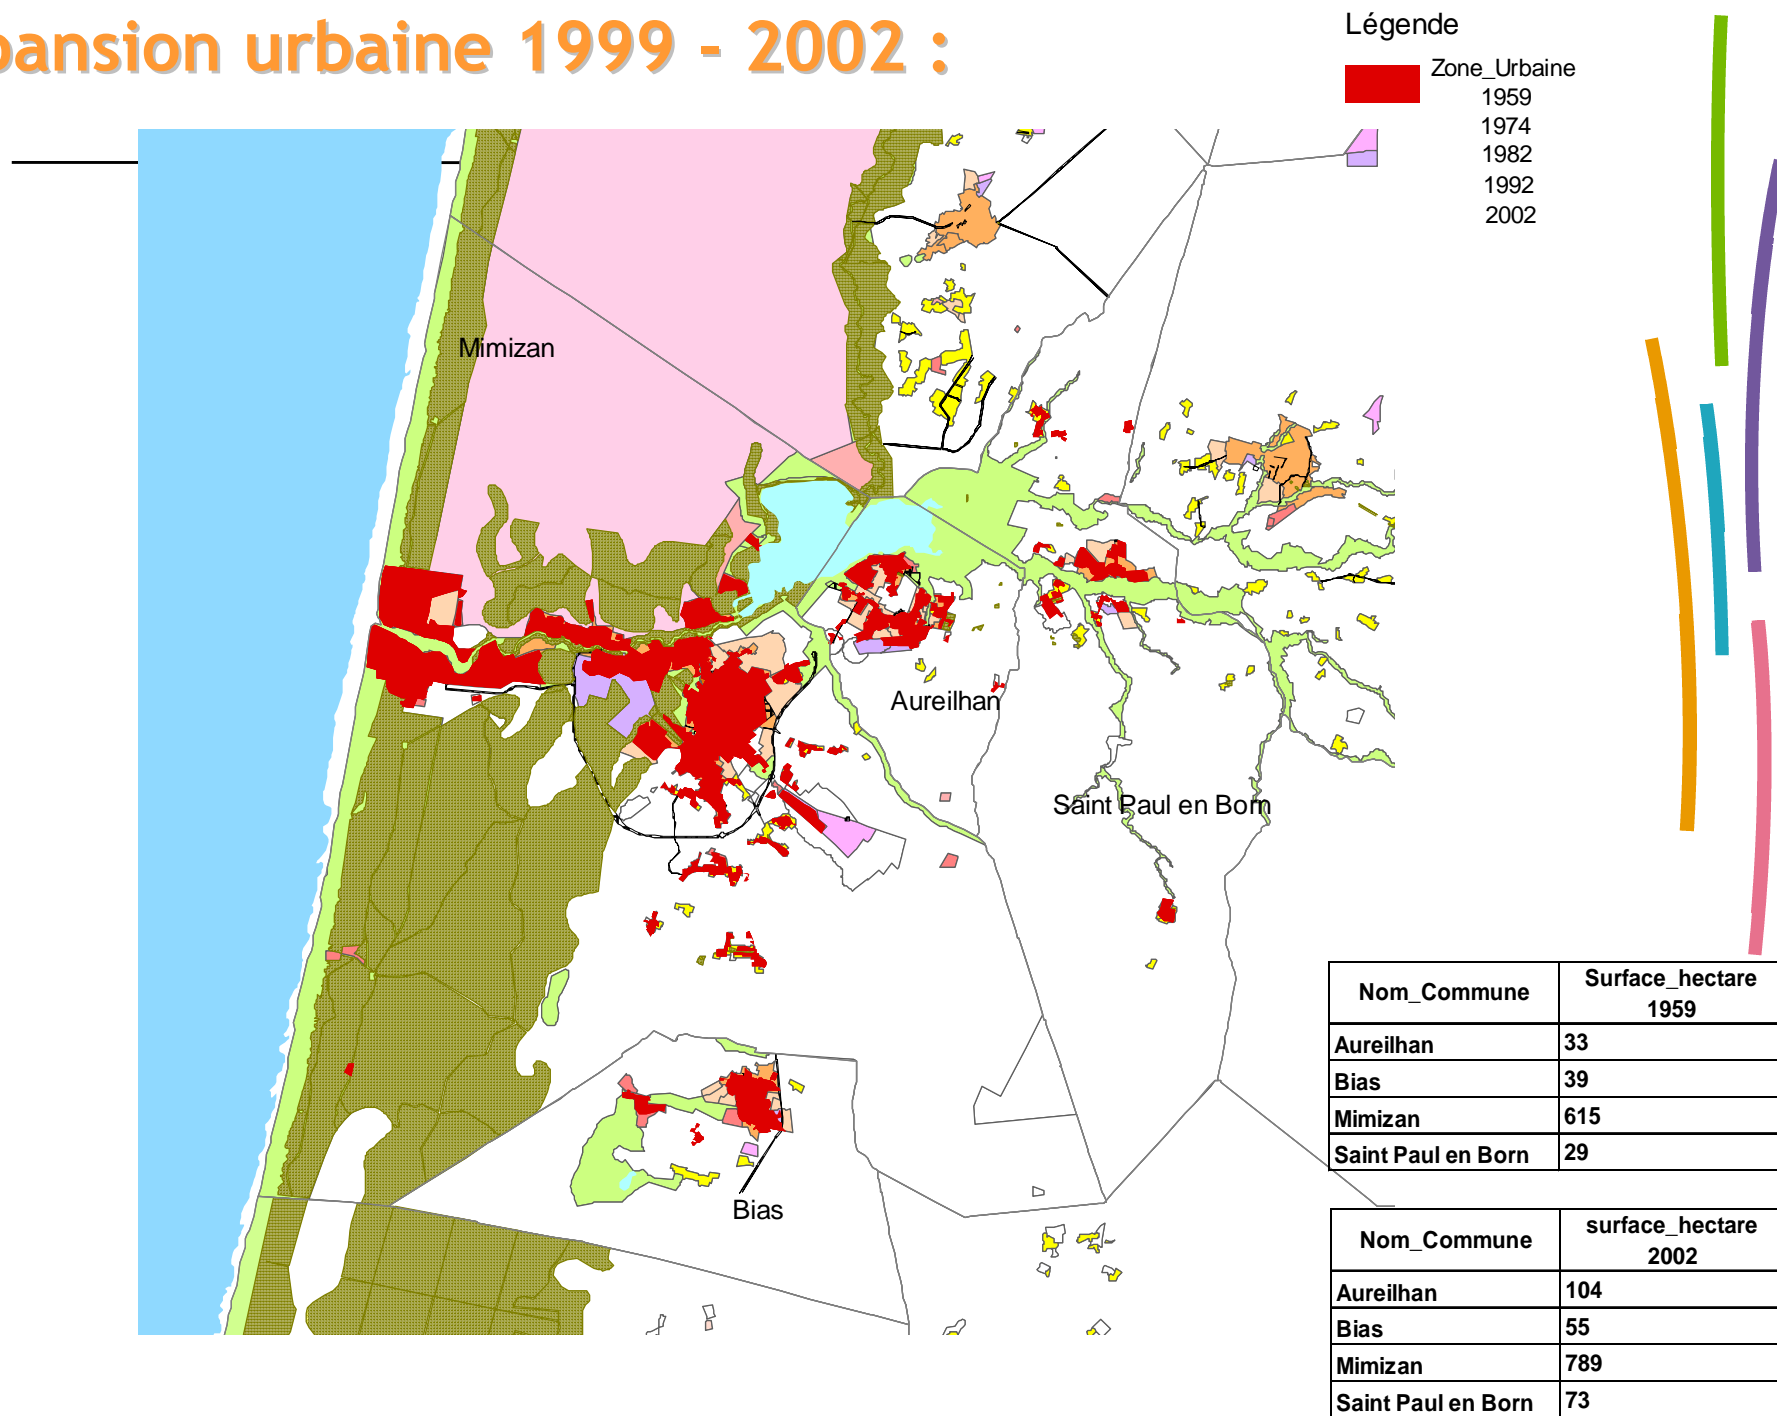 pansion urbaine 1999 - 2002 :
Légende
Zone_Urbaine
1959
1974
1982
1992
2002
Mimizan
Aureilhan
Saint Paul en Born
Bias
Nom_Commune Surface_hectare 1959
Aureilhan 33
Bias 39
Mimizan 615
Saint Paul en Born 29
Nom_Commune surface_hectare 2002
Aureilhan 104
Bias 55
Mimizan 789
Saint Paul en Born 73